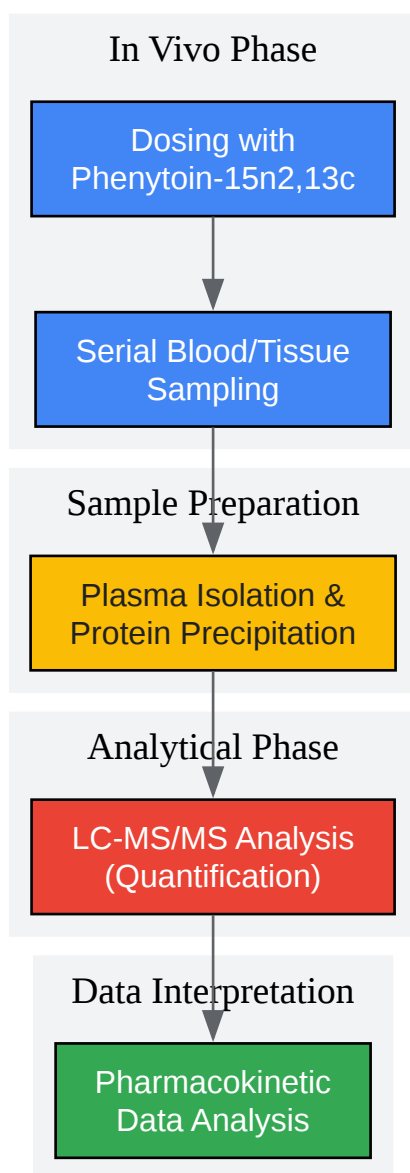 In Vivo Phase
Dosing with
Phenytoin-15n2,13c
Serial Blood/Tissue
Sampling
Sample Preparation
Plasma Isolation &
Protein Precipitation
Analytical Phase
LC-MS/MS Analysis
(Quantification)
Data Interpretation
Pharmacokinetic
Data Analysis